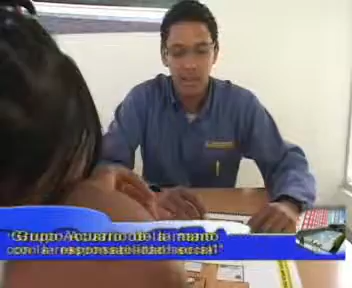 "Grupo Acuario de la mano
con la responsabilidad social"